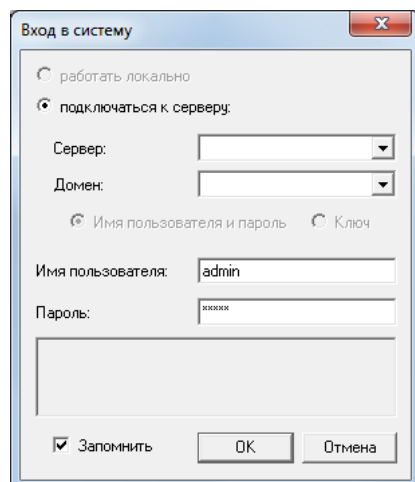 Вход в систему
работать локально
подключаться к серверу:
Сервер:
Домен:
Имя пользователя и пароль Ключ
Имя пользователя: admin
Пароль: *****
Запомнить OK Отмена